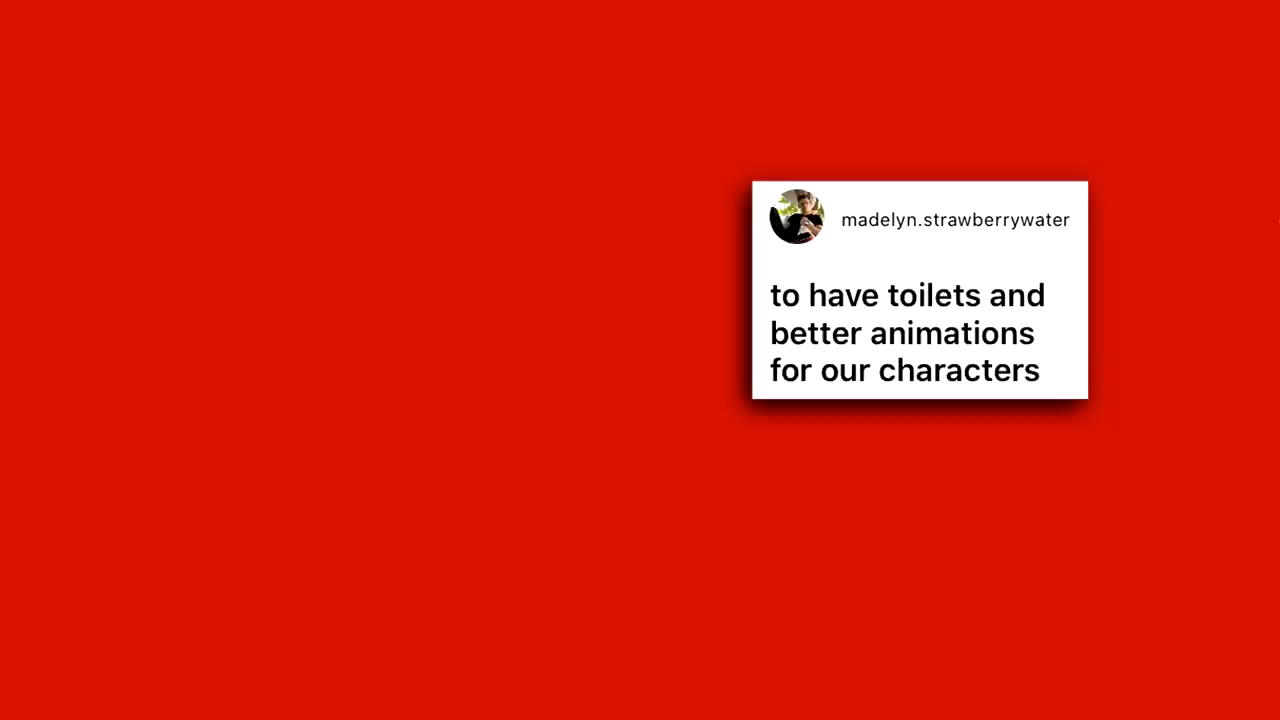 madelyn.strawberrywater
to have toilets and
better animations
for our characters